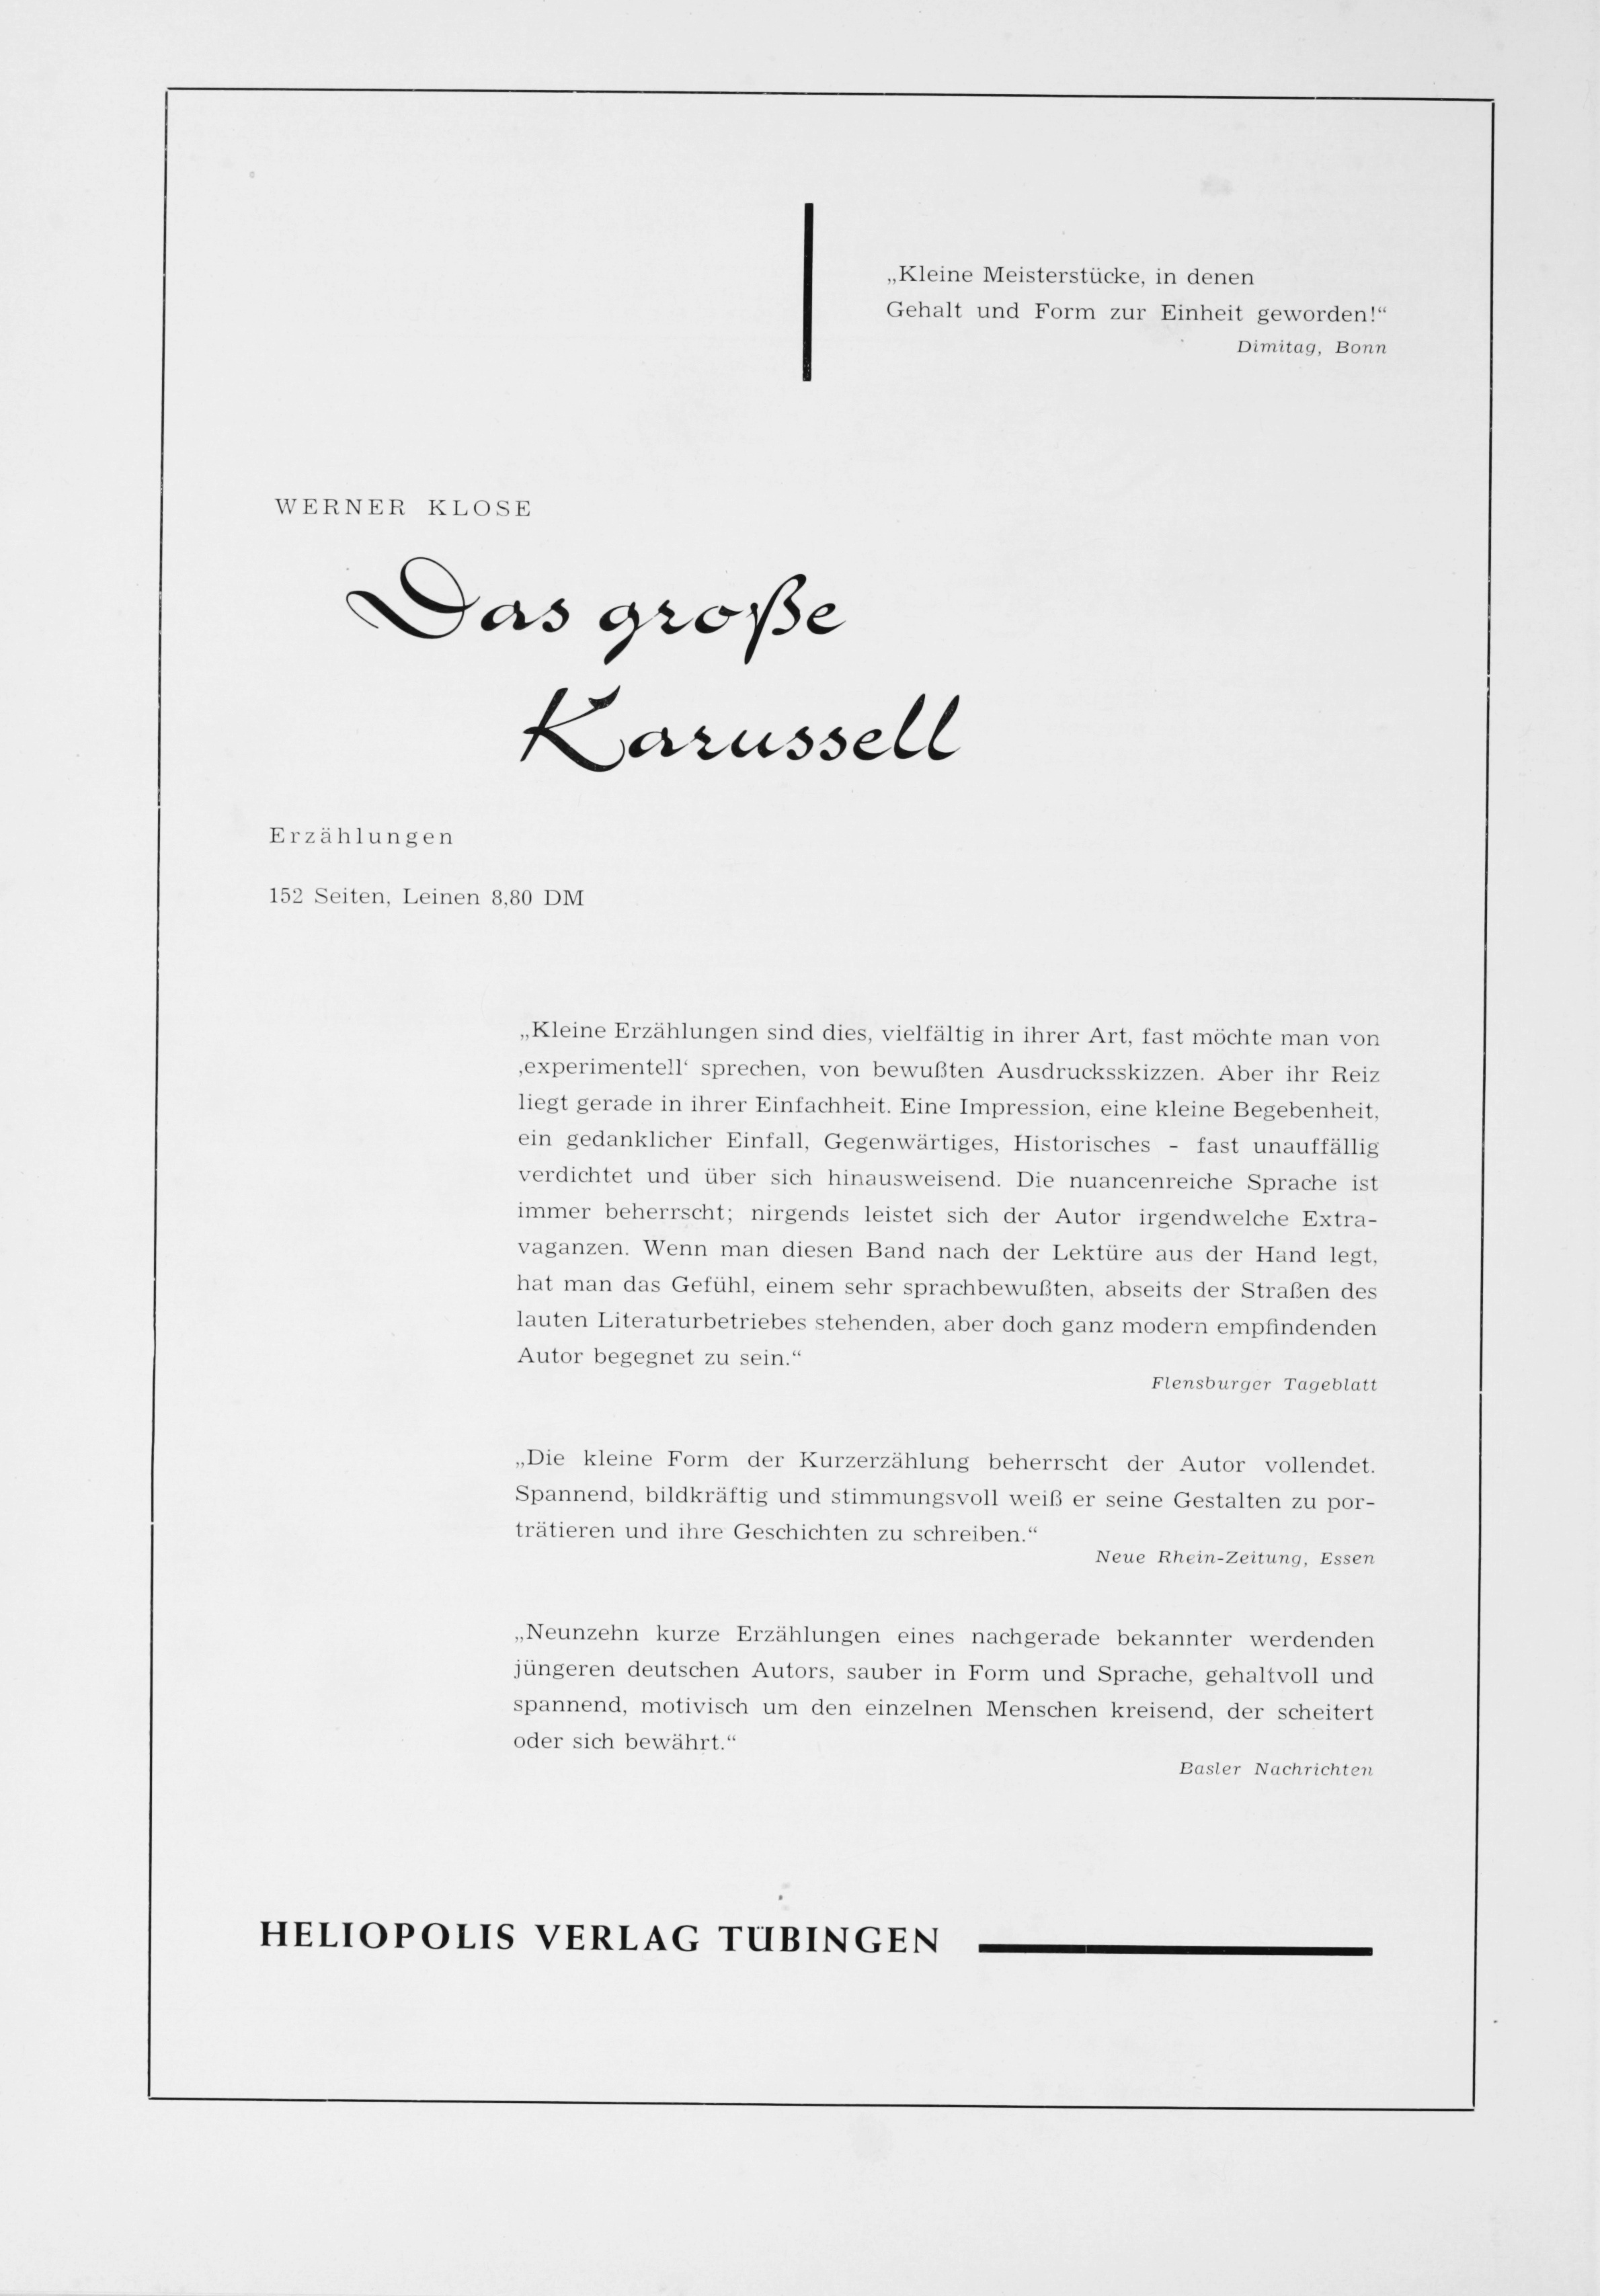 „Kleine Meisterstücke, in denen
Gehalt und Form zur Einheit geworden!“
Dimitag, Bonn
WERNER KLOSE
Das große
Karussell
Erzählungen
152 Seiten, Leinen 8,80 DM
„Kleine Erzählungen sind dies, vielfältig in ihrer Art, fast möchte man von
‚experimentell‘ sprechen, von bewußten Ausdrucksskizzen. Aber ihr Reiz
liegt gerade in ihrer Einfachheit. Eine Impression, eine kleine Begebenheit,
ein gedanklicher Einfall, Gegenwärtiges, Historisches - fast unauffällig
verdichtet und über sich hinausweisend. Die nuancenreiche Sprache ist
immer beherrscht; nirgends leistet sich der Autor irgendwelche Extra-
vaganzen. Wenn man diesen Band nach der Lektüre aus der Hand legt,
hat man das Gefühl, einem sehr sprachbewußten, abseits der Straßen des
lauten Literaturbetriebes stehenden, aber doch ganz modern empfindenden
Autor begegnet zu sein.“
Flensburger Tageblatt
„Die kleine Form der Kurzerzählung beherrscht der Autor vollendet.
Spannend, bildkräftig und stimmungsvoll weiß er seine Gestalten zu por-
trätieren und ihre Geschichten zu schreiben.“
Neue Rhein-Zeitung, Essen
„Neunzehn kurze Erzählungen eines nachgerade bekannter werdenden
jüngeren deutschen Autors, sauber in Form und Sprache, gehaltvoll und
spannend, motivisch um den einzelnen Menschen kreisend, der scheitert
oder sich bewährt.“
Basler Nachrichten
HELIOPOLIS VERLAG TÜBINGEN